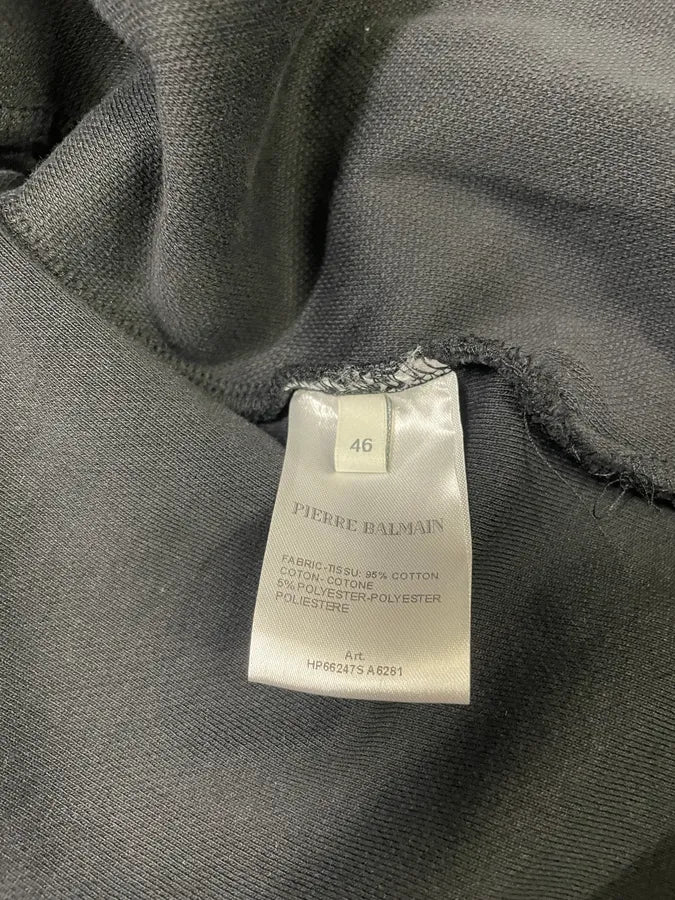 46
PIERRE BALMAIN
FABRIC-TISSU: 95% COTTON
COTON- COTONE
5% POLYESTER-POLYESTER
POLIESTERE
Art.
HP66247S A6281